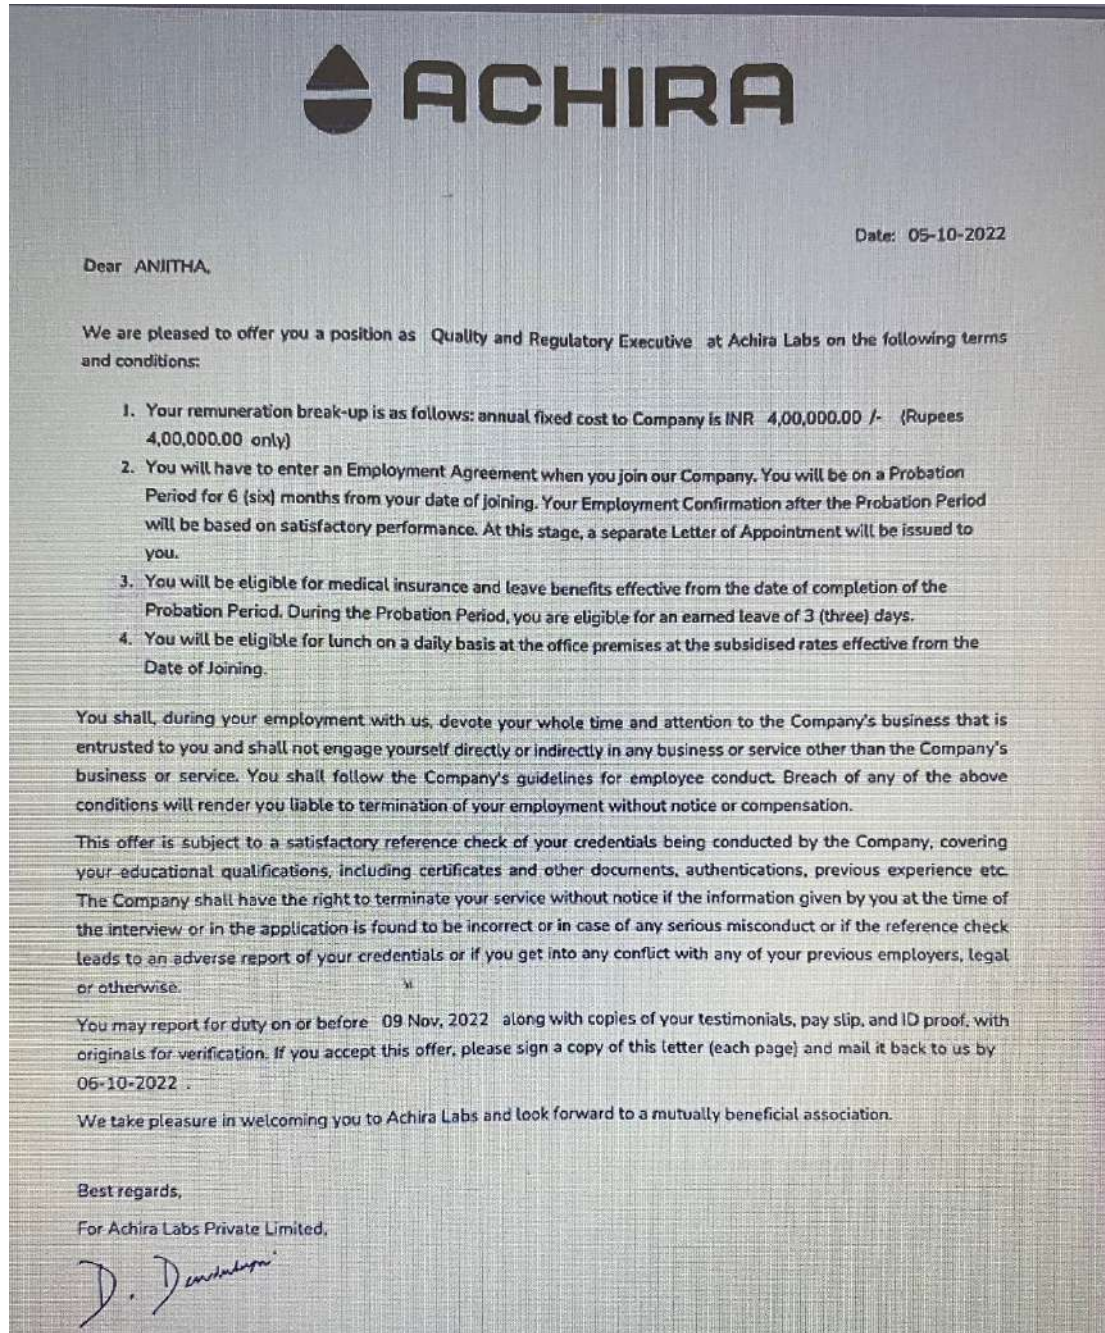 ACHIRA
Date: 05-10-2022
Dear ANJITHA,
We are pleased to offer you a position as Quality and Regulatory Executive at Achira Labs on the following terms
and conditions:
1. Your remuneration break-up is as follows: annual fixed cost to Company is INR 4,00,000.00 /- (Rupees
4,00,000.00 only)
2. You will have to enter an Employment Agreement when you join our Company. You will be on a Probation
Period for 6 (six) months from your date of joining. Your Employment Confirmation after the Probation Period
will be based on satisfactory performance. At this stage, a separate Letter of Appointment will be issued to
you.
3. You will be eligible for medical insurance and leave benefits effective from the date of completion of the
Probation Period. During the Probation Period, you are eligible for an earned leave of 3 (three) days.
4. You will be eligible for lunch on a daily basis at the office premises at the subsidised rates effective from the
Date of Joining.
You shall, during your employment with us, devote your whole time and attention to the Company's business that is
entrusted to you and shall not engage yourself directly or indirectly in any business or service other than the Company's
business or service. You shall follow the Company's guidelines for employee conduct. Breach of any of the above
conditions will render you liable to termination of your employment without notice or compensation.
This offer is subject to a satisfactory reference check of your credentials being conducted by the Company, covering
your educational qualifications, including certificates and other documents, authentications, previous experience etc.
The Company shall have the right to terminate your service without notice if the information given by you at the time of
the interview or in the application is found to be incorrect or in case of any serious misconduct or if the reference check
leads to an adverse report of your credentials or if you get into any conflict with any of your previous employers, legal
or otherwise.
You may report for duty on or before 09 Nov, 2022 along with copies of your testimonials, pay slip, and ID proof, with
originals for verification. If you accept this offer, please sign a copy of this letter (each page) and mail it back to us by
06-10-2022 .
We take pleasure in welcoming you to Achira Labs and look forward to a mutually beneficial association.
Best regards,
For Achira Labs Private Limited,
D.